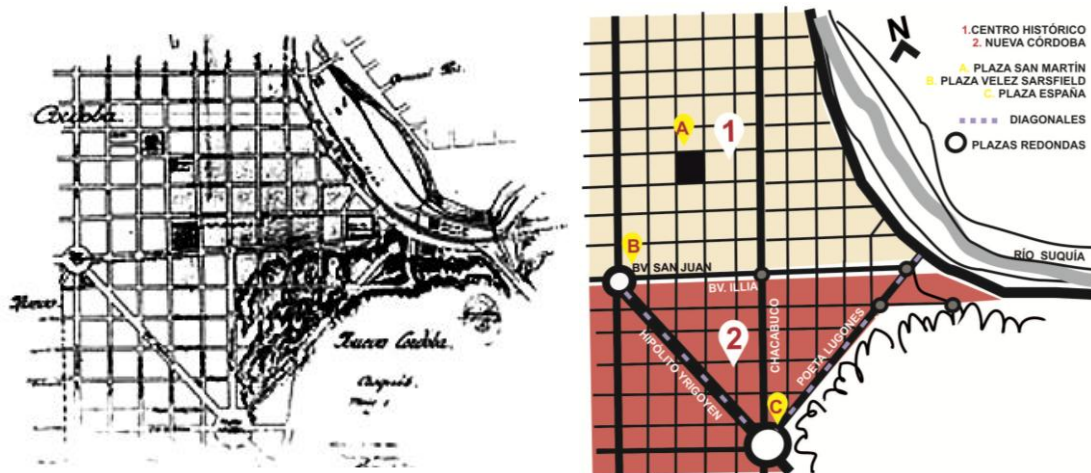 Córdoba
Nueva Córdoba.
N
1.CENTRO HISTÓRICO
2. NUEVA CÓRDOBA
A. PLAZA SAN MARTÍN
B. PLAZA VELEZ SARSFIELD
C. PLAZA ESPAÑA
DIAGONALES
PLAZAS REDONDAS
A
1
B
BV. SAN JUAN
BV. ILLIA
RÍO SUQUÍA
HIPÓLITO YRIGOYEN
2
CHACABUCO
POETA LUGONES
C